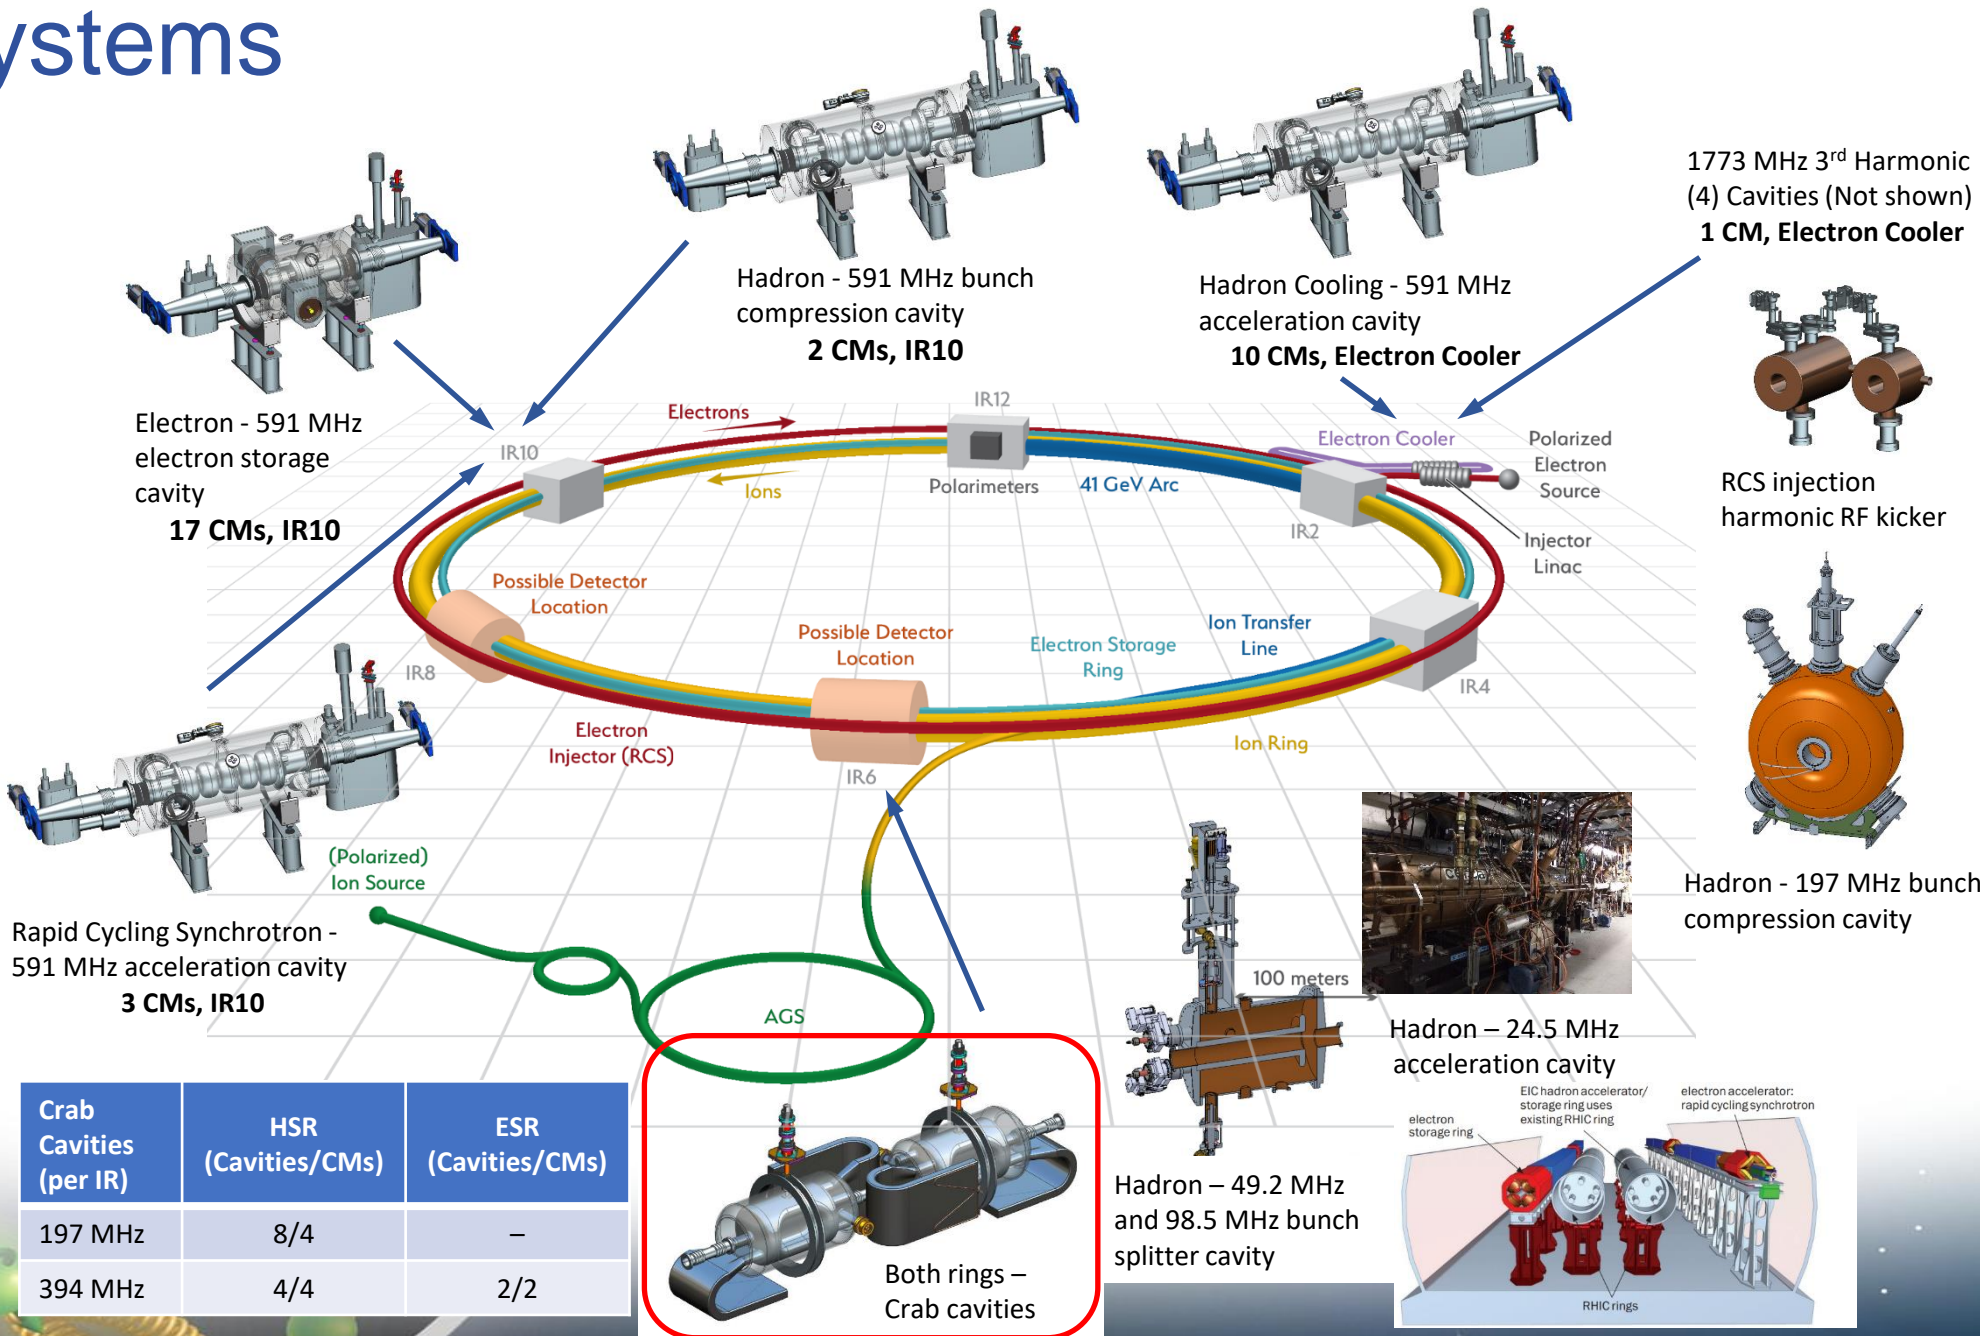 ystems
1773 MHz 3rd Harmonic
(4) Cavities (Not shown)
1 CM, Electron Cooler
Hadron - 591 MHz bunch
compression cavity
2 CMs, IR10
Hadron Cooling - 591 MHz
acceleration cavity
10 CMs, Electron Cooler
Electron - 591 MHz
electron storage
cavity
17 CMs, IR10
RCS injection
harmonic RF kicker
Electrons
IR12
IR10
Ions
Polarimeters
41 GeV Arc
Electron Cooler
Polarized
Electron
Source
IR2
Injector
Linac
Possible Detector
Location
IR8
Possible Detector
Location
Electron Storage
Ring
Ion Transfer
Line
IR4
Electron
Injector (RCS)
IR6
Ion Ring
(Polarized)
Ion Source
AGS
100 meters
Rapid Cycling Synchrotron -
591 MHz acceleration cavity
3 CMs, IR10
Hadron - 197 MHz bunch
compression cavity
Hadron – 24.5 MHz
acceleration cavity
Crab
Cavities
(per IR)
HSR
(Cavities/CMs)
ESR
(Cavities/CMs)
197 MHz
8/4
–
394 MHz
4/4
2/2
Both rings –
Crab cavities
Hadron – 49.2 MHz
and 98.5 MHz bunch
splitter cavity
EIC hadron accelerator/
storage ring uses
existing RHIC ring
electron accelerator:
rapid cycling synchrotron
electron
storage ring
RHIC rings